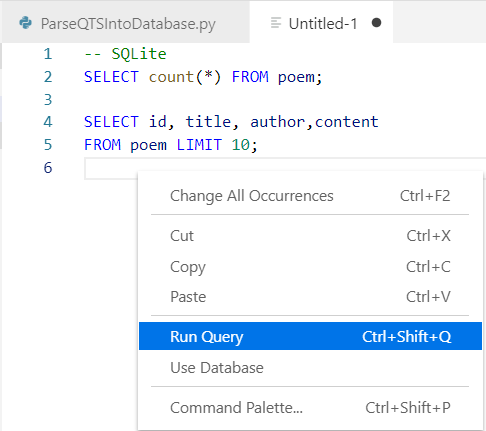 ParseQTSIntoDatabase.py Untitled-1
1 -- SQLite
2 SELECT count(*) FROM poem;
3
4 SELECT id, title, author,content
5 FROM poem LIMIT 10;
6
Change All Occurrences Ctrl+F2
Cut Ctrl+X
Copy Ctrl+C
Paste Ctrl+V
Run Query Ctrl+Shift+Q
Use Database
Command Palette... Ctrl+Shift+P